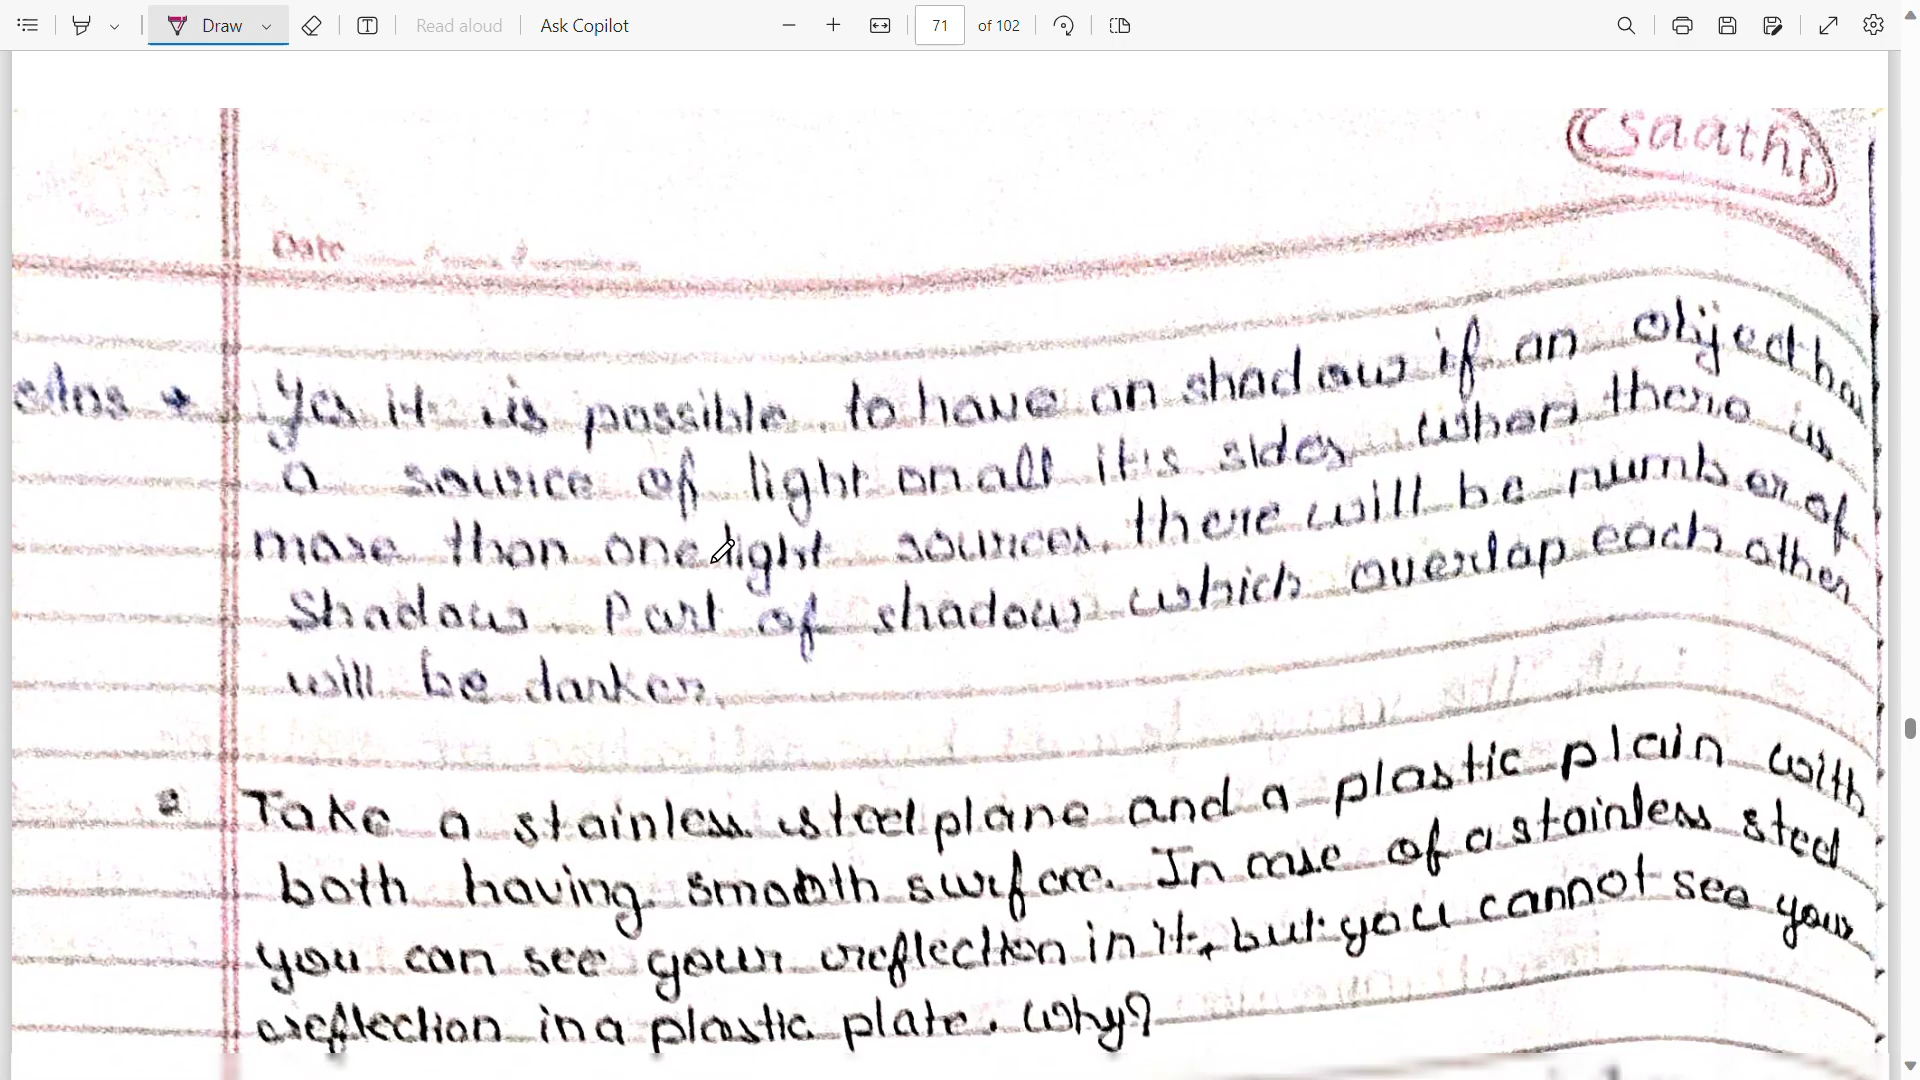 Draw
Read aloud
Ask Copilot
71
of 102
saathi
Date
Yes it is possible. to have an shadow if an object has
a source of light on all it's sides. when there is
more than one light sources. there will be number of
Shadow. Part of shadow which overlap each other
will be darker.
2 Take a stainless steel plane and a plastic plain with
both having smooth surface. In case of a stainless steel
you can see your reflection in it, but you cannot see your
reflection in a plastic plate. Why?